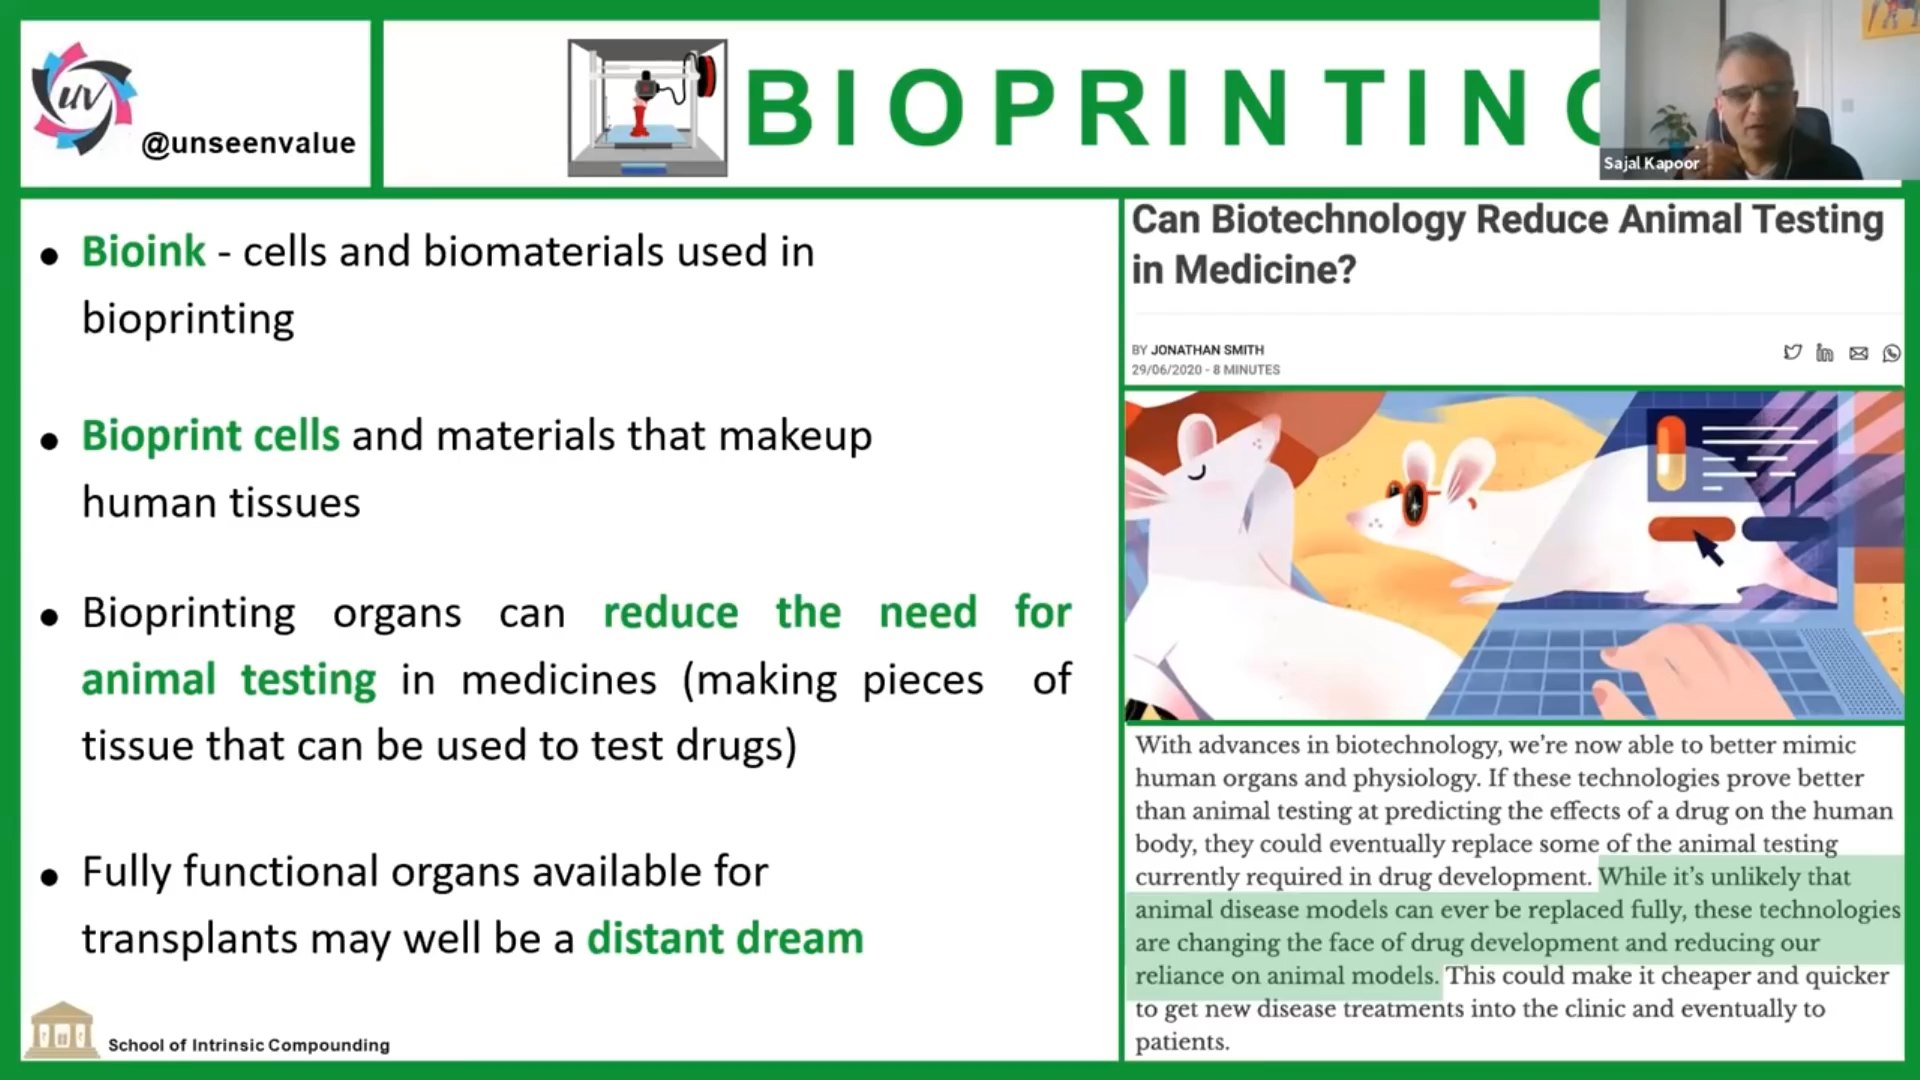 uv
@unseenvalue
BIOPRINTIN
Sajal Kapoor
• Bioink - cells and biomaterials used in
bioprinting
• Bioprint cells and materials that makeup
human tissues
• Bioprinting organs can reduce the need for
animal testing in medicines (making pieces of
tissue that can be used to test drugs)
• Fully functional organs available for
transplants may well be a distant dream
School of Intrinsic Compounding
Can Biotechnology Reduce Animal Testing
in Medicine?
BY JONATHAN SMITH
29/06/2020 - 8 MINUTES
With advances in biotechnology, we’re now able to better mimic
human organs and physiology. If these technologies prove better
than animal testing at predicting the effects of a drug on the human
body, they could eventually replace some of the animal testing
currently required in drug development. While it’s unlikely that
animal disease models can ever be replaced fully, these technologies
are changing the face of drug development and reducing our
reliance on animal models. This could make it cheaper and quicker
to get new disease treatments into the clinic and eventually to
patients.